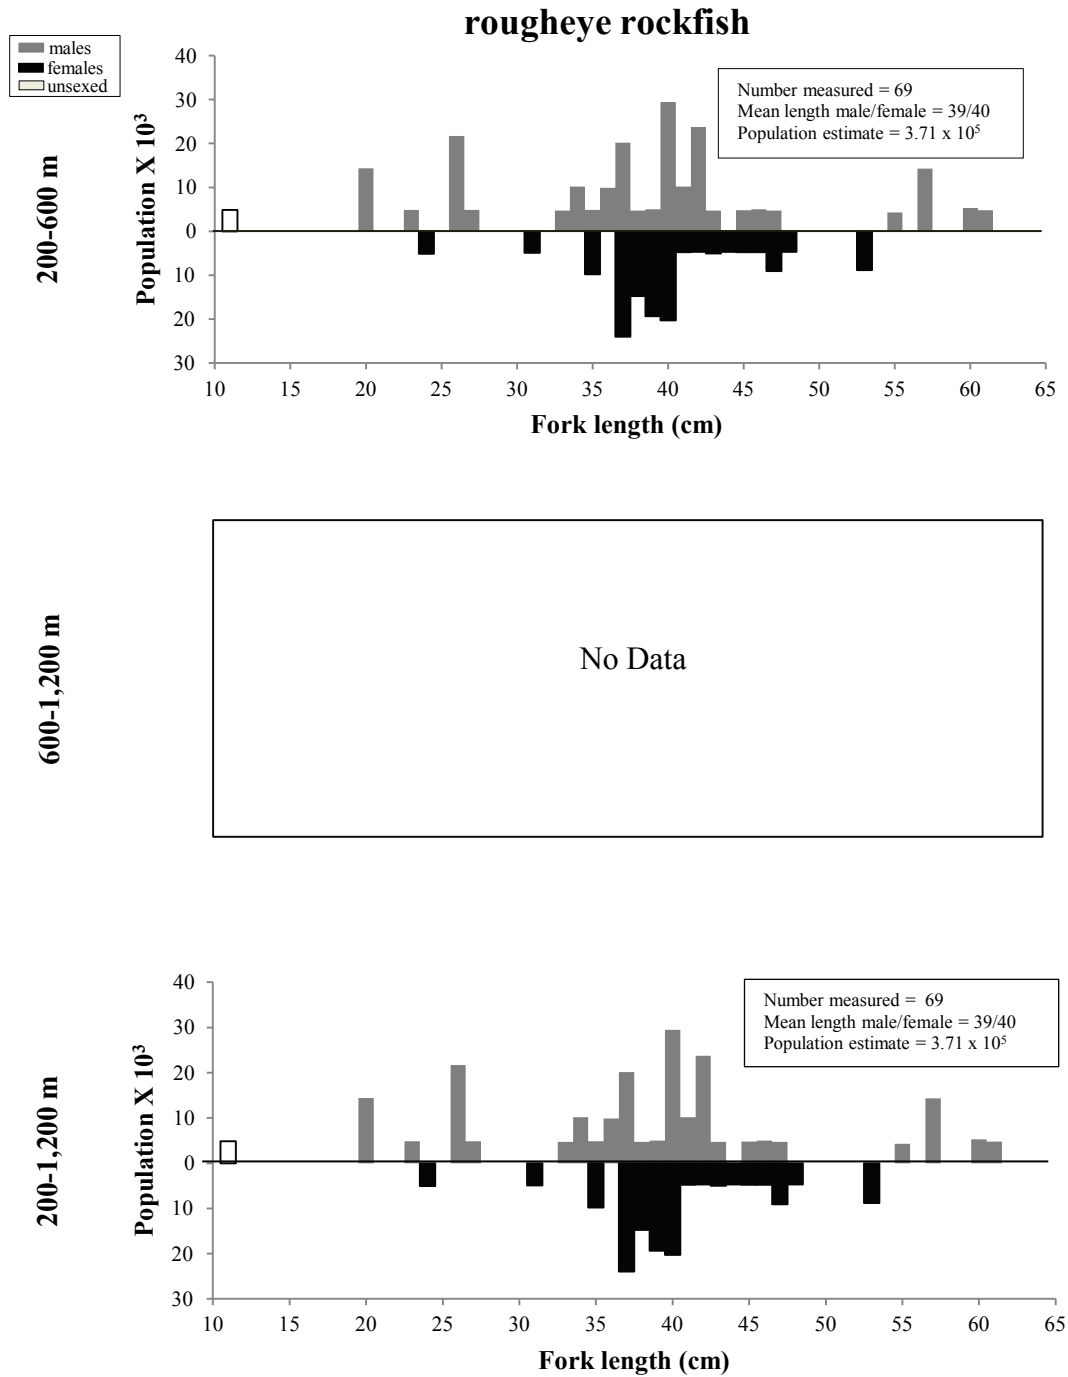 rougheye rockfish
males
females
unsexed
200-600 m
Population X 10³
40
30
20
10
0
10
20
30
Number measured = 69
Mean length male/female = 39/40
Population estimate = 3.71 x 10⁵
10 15 20 25 30 35 40 45 50 55 60 65
Fork length (cm)
600-1,200 m
No Data
200-1,200 m
Population X 10³
40
30
20
10
0
10
20
30
Number measured = 69
Mean length male/female = 39/40
Population estimate = 3.71 x 10⁵
10 15 20 25 30 35 40 45 50 55 60 65
Fork length (cm)